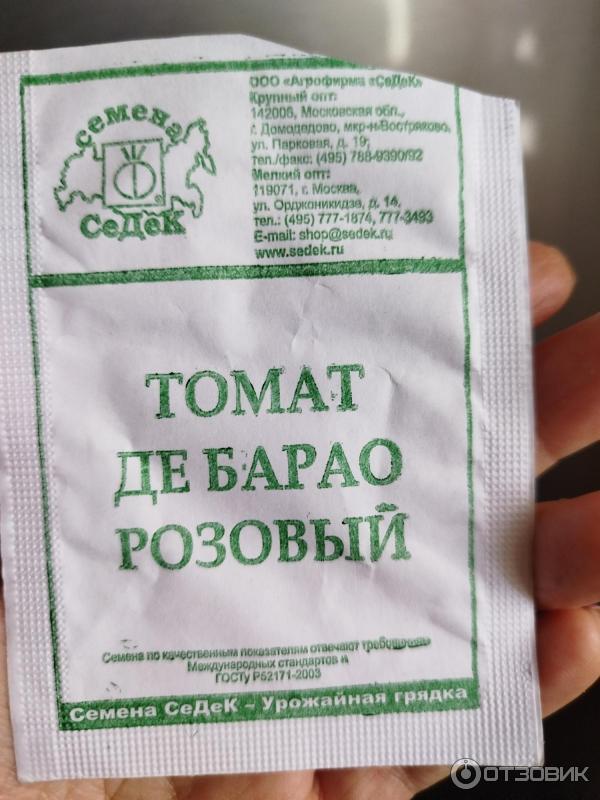 семена
СеДеК
ООО «Агрофирма «СеДеК»
Крупный опт:
142006, Московская обл.,
г. Домодедово, мкр-н Востряково,
ул. Парковая, д. 19;
тел./факс: (495) 788-9390/92
Мелкий опт:
119071, г. Москва,
ул. Орджоникидзе, д. 14,
тел.: (495) 777-1874, 777-3493
E-mail: shop@sedek.ru
www.sedek.ru
ТОМАТ
ДЕ БАРАО
РОЗОВЫЙ
Семена по качественным показателям отвечают требованиям
Международных стандартов и
ГОСТу Р52171-2003
Семена СеДеК – Урожайная грядка
ОТЗОВИК